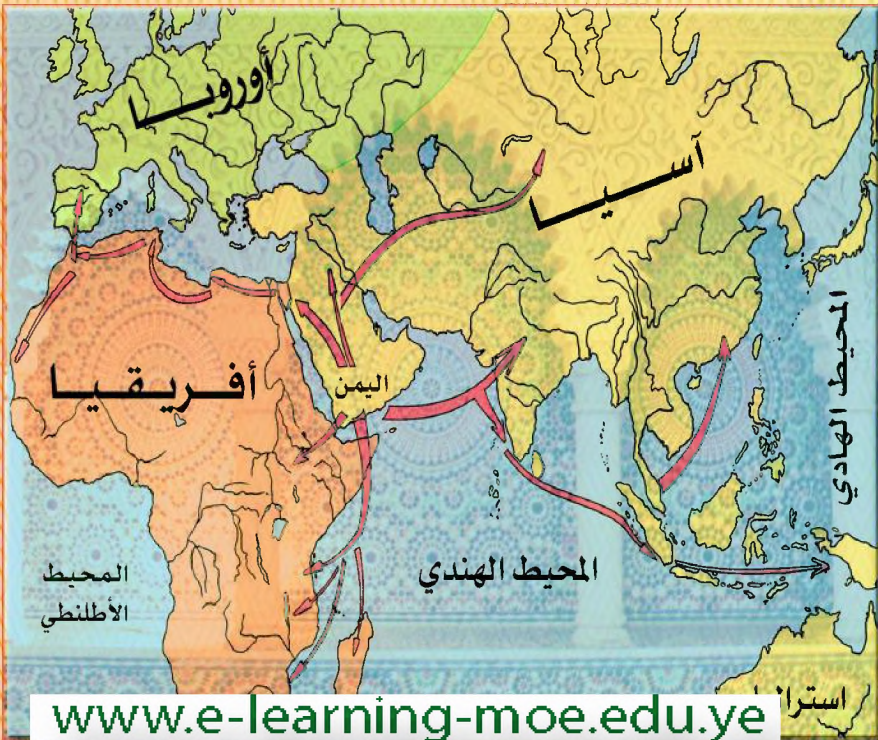 أوروبا
آسيا
المحيط الهادي
أفريقيا
اليمن
المحيط الهندي
المحيط
الأطلنطي
www.e-learning-moe.edu.ye